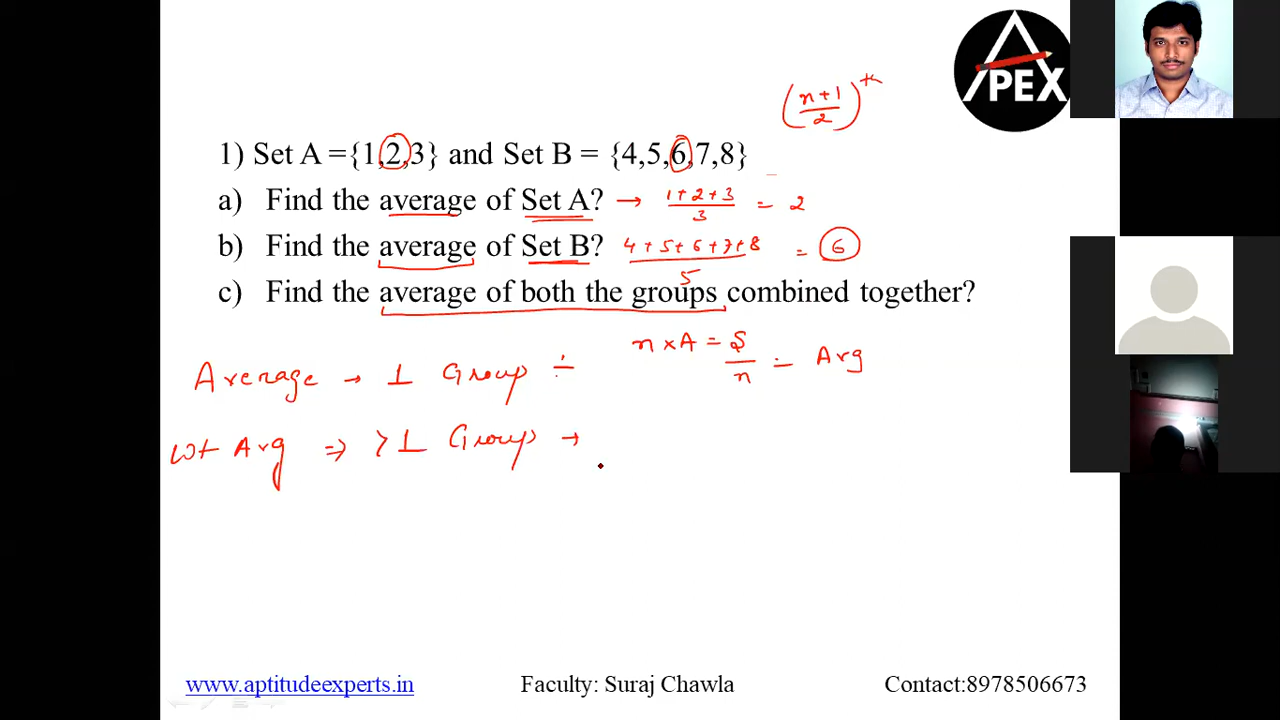 APEX
(n+1/2)th
1) Set A ={1,2,3} and Set B = {4,5,6,7,8}
a) Find the average of Set A? → 1+2+3/3 = 2
b) Find the average of Set B? 4+5+6+7+8/5 = 6
c) Find the average of both the groups combined together?
n×A = S/n = Avg
Average → 1 Group ÷
Wt Avg ⇒ >1 Group →
www.aptitudeexperts.in Faculty: Suraj Chawla Contact:8978506673